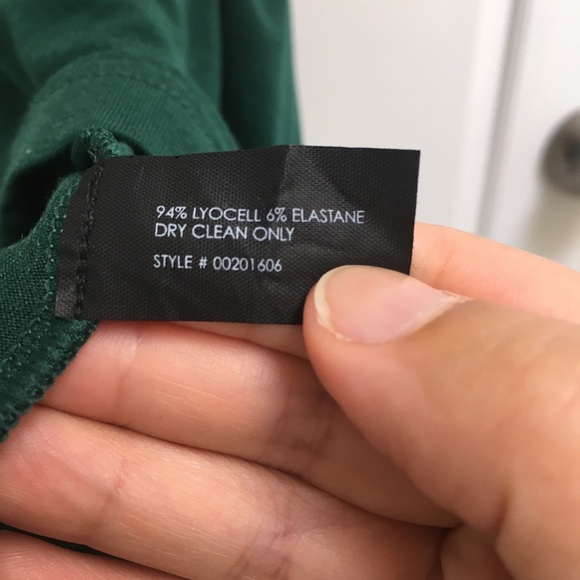 94% LYOCELL 6% ELASTANE
DRY CLEAN ONLY
STYLE # 00201606